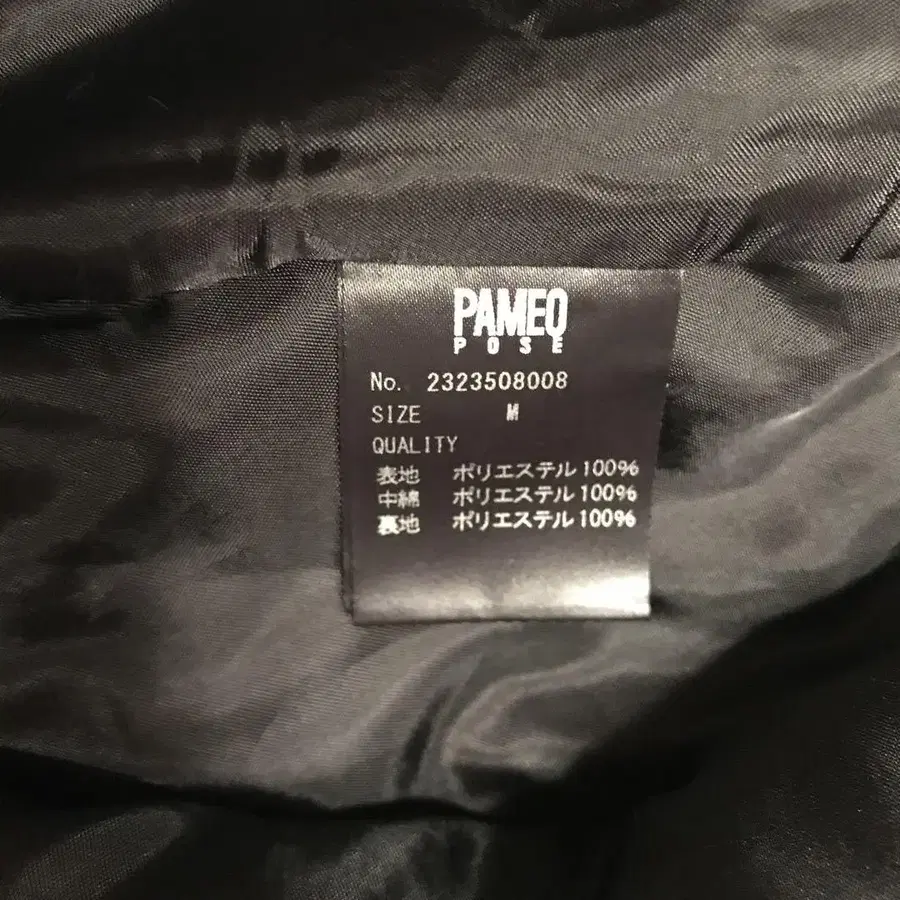 PAMEO
POSE
No. 2323508008
SIZE M
QUALITY
表地 ポリエステル100%
中綿 ポリエステル100%
裏地 ポリエステル100%